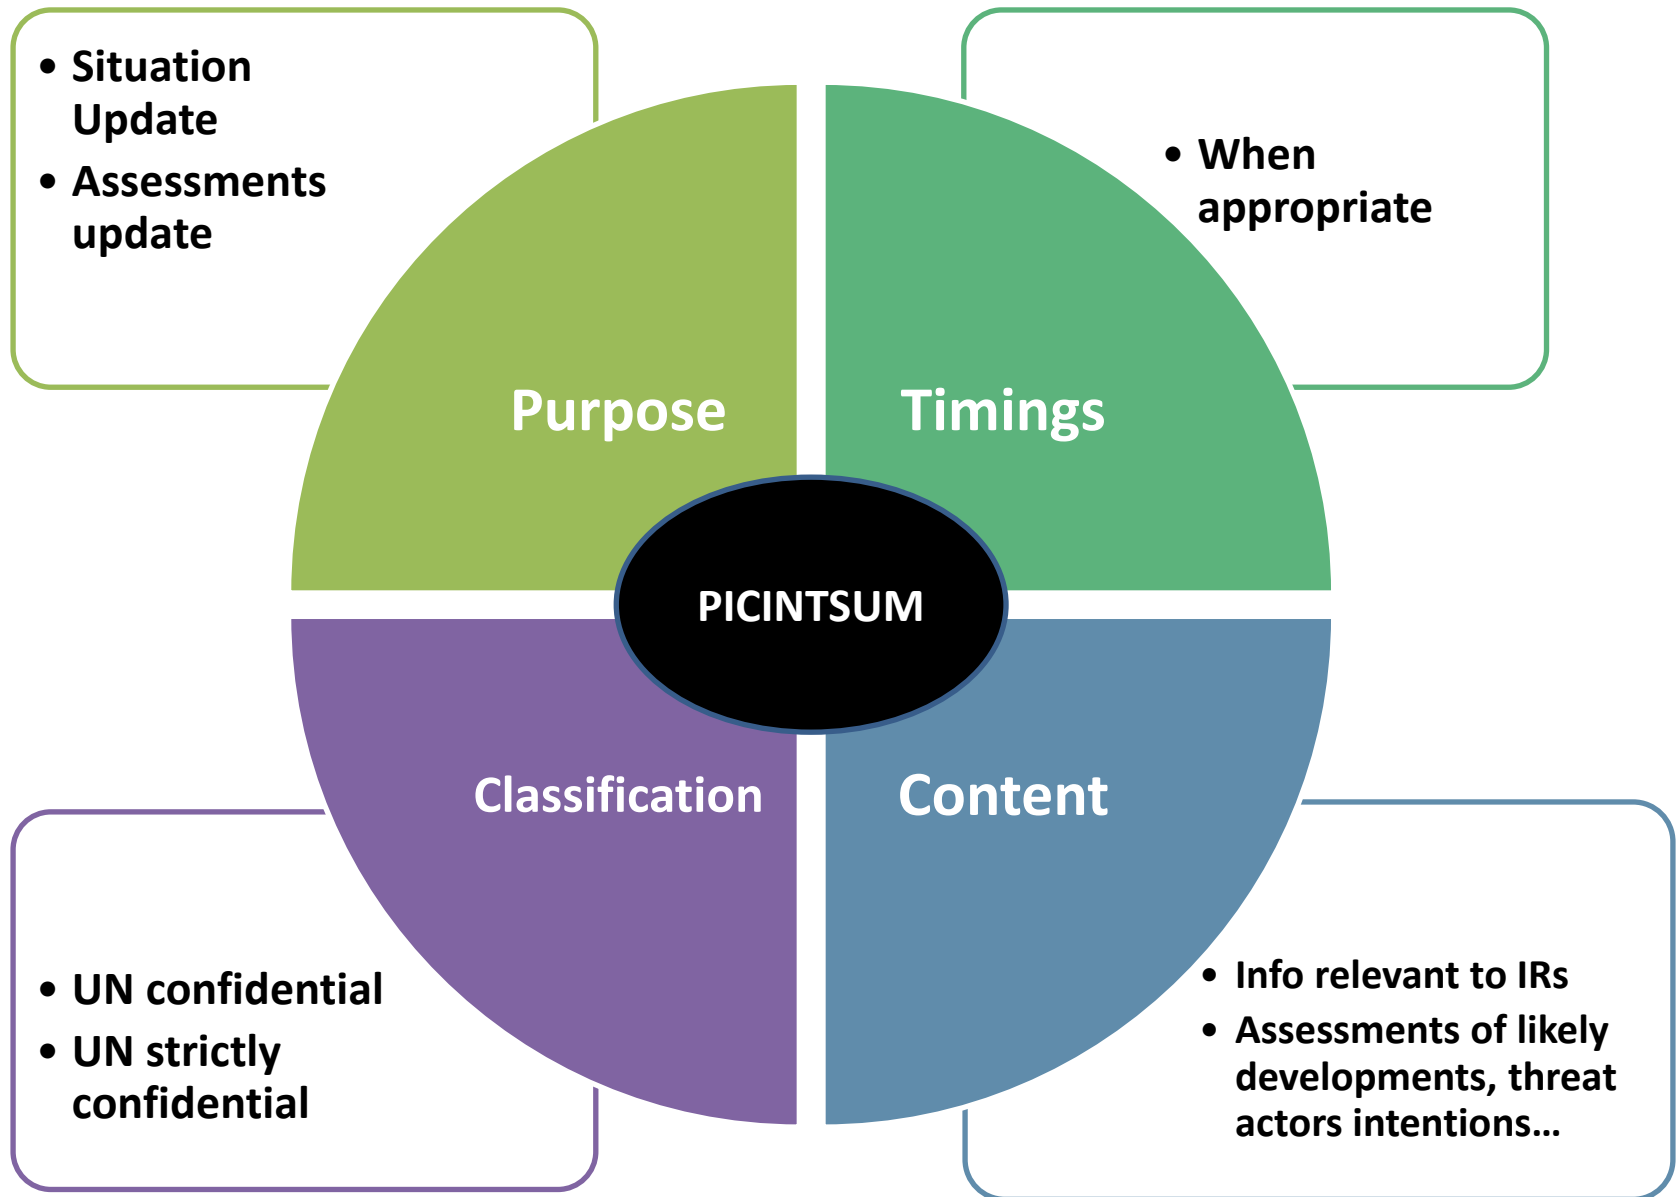 • Situation
Update
• Assessments
update
• When
appropriate
Purpose
Timings
PICINTSUM
Classification
Content
• UN confidential
• UN strictly
confidential
• Info relevant to IRs
• Assessments of likely
developments, threat
actors intentions...